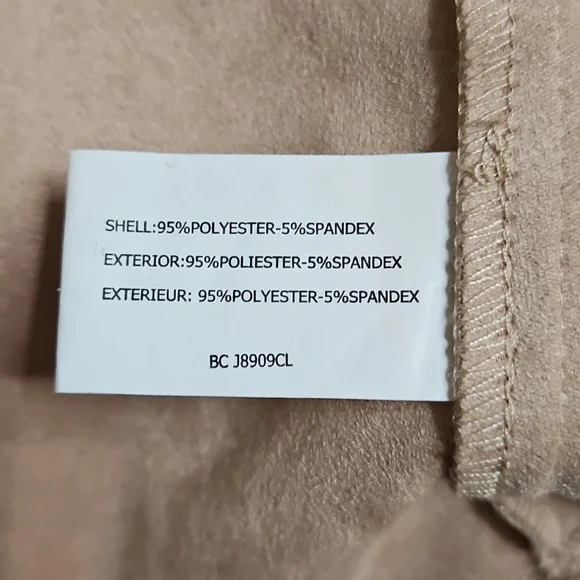 SHELL:95%POLYESTER-5%SPANDEX
EXTERIOR:95%POLIESTER-5%SPANDEX
EXTERIEUR: 95%POLYESTER-5%SPANDEX
BC J8909CL